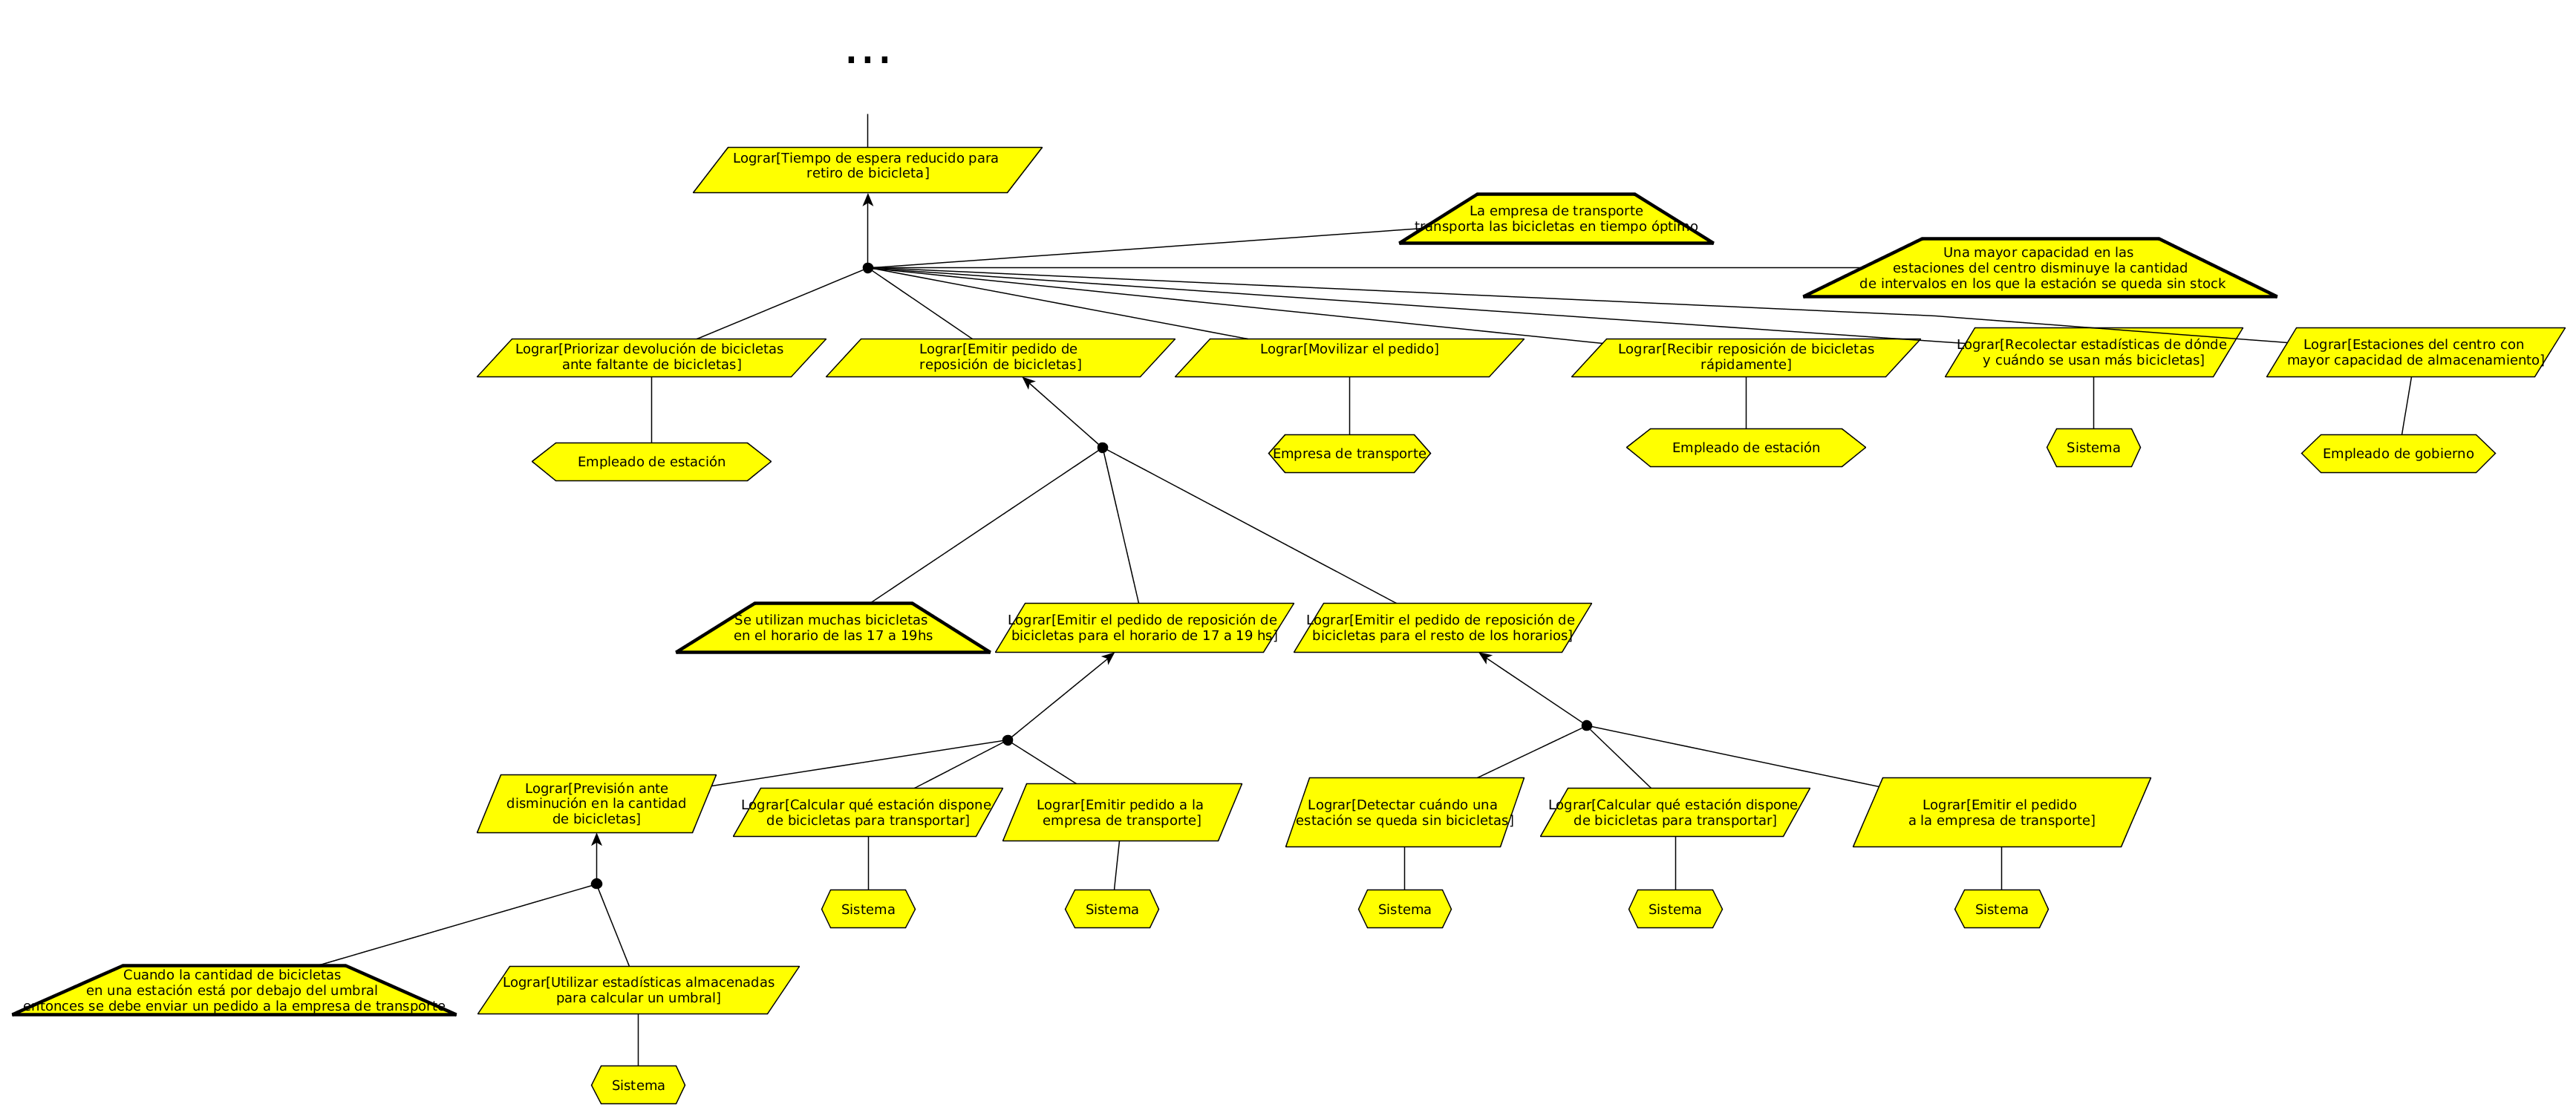 ...
Lograr[Tiempo de espera reducido para
retiro de bicicleta]
La empresa de transporte
transporta las bicicletas en tiempo óptimo
Una mayor capacidad en las
estaciones del centro disminuye la cantidad
de intervalos en los que la estación se queda sin stock
Lograr[Priorizar devolución de bicicletas
ante faltante de bicicletas]
Lograr[Emitir pedido de
reposición de bicicletas]
Lograr[Movilizar el pedido]
Lograr[Recibir reposición de bicicletas
rápidamente]
Lograr[Recolectar estadísticas de dónde
y cuándo se usan más bicicletas]
Lograr[Estaciones del centro con
mayor capacidad de almacenamiento]
Empleado de estación
Empresa de transporte
Empleado de estación
Sistema
Empleado de gobierno
Se utilizan muchas bicicletas
en el horario de las 17 a 19hs
Lograr[Emitir el pedido de reposición de
bicicletas para el horario de 17 a 19 hs]
Lograr[Emitir el pedido de reposición de
bicicletas para el resto de los horarios]
Lograr[Previsión ante
disminución en la cantidad
de bicicletas]
Lograr[Calcular qué estación dispone
de bicicletas para transportar]
Lograr[Emitir pedido a la
empresa de transporte]
Lograr[Detectar cuándo una
estación se queda sin bicicletas]
Lograr[Calcular qué estación dispone
de bicicletas para transportar]
Lograr[Emitir el pedido
a la empresa de transporte]
Sistema
Sistema
Sistema
Sistema
Sistema
Cuando la cantidad de bicicletas
en una estación está por debajo del umbral
entonces se debe enviar un pedido a la empresa de transporte
Lograr[Utilizar estadísticas almacenadas
para calcular un umbral]
Sistema